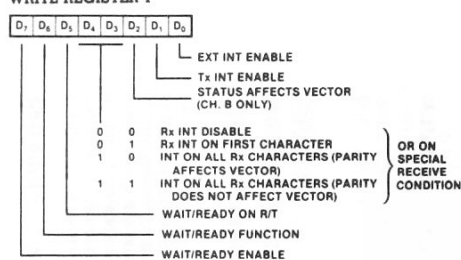 WRITE REGISTER 1
D7 D6 D5 D4 D3 D2 D1 D0
EXT INT ENABLE
Tx INT ENABLE
STATUS AFFECTS VECTOR
(CH. B ONLY)
0 0 Rx INT DISABLE
0 1 Rx INT ON FIRST CHARACTER
1 0 INT ON ALL Rx CHARACTERS (PARITY
AFFECTS VECTOR)
1 1 INT ON ALL Rx CHARACTERS (PARITY
DOES NOT AFFECT VECTOR)
OR ON
SPECIAL
RECEIVE
CONDITION
WAIT/READY ON R/T
WAIT/READY FUNCTION
WAIT/READY ENABLE